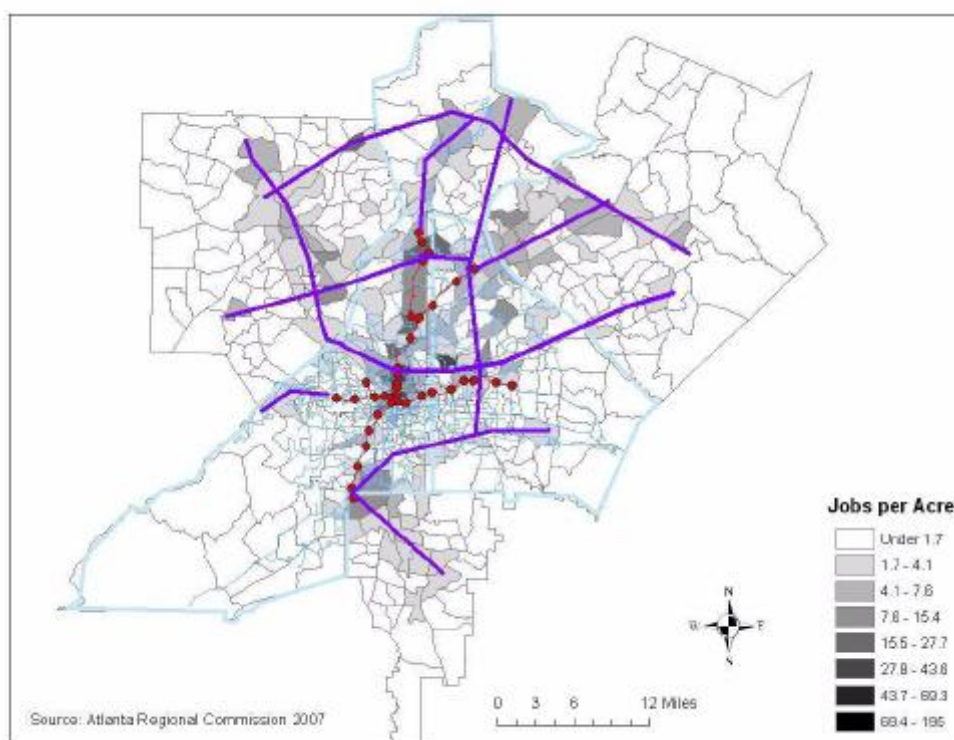 Jobs per Acre
Under 1.7
1.7 - 4.1
4.1 - 7.6
7.6 - 15.4
15.5 - 27.7
27.8 - 43.6
43.7 - 69.3
69.4 - 195
N
W E
S
0 3 6 12 Miles
Source: Atlanta Regional Commission 2007